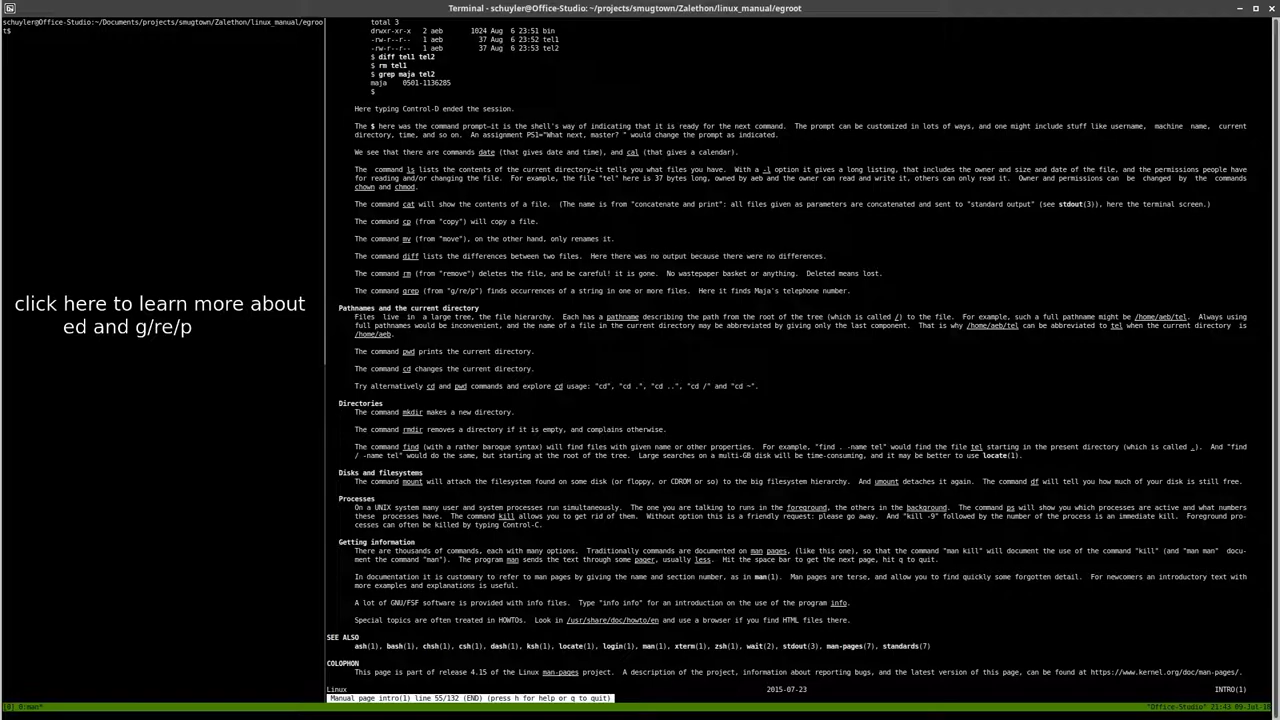 Terminal - schuyler@Office-Studio: ~/projects/smugtown/Zalethon/linux_manual/egroot
schuyler@Office-Studio:~/Documents/projects/smugtown/Zalethon/linux_manual/egroo
t$
click here to learn more about
ed and g/re/p
total 3
drwxr-xr-x 2 aeb 1024 Aug 6 23:51 bin
-rw-r--r-- 1 aeb 37 Aug 6 23:52 tel1
-rw-r--r-- 1 aeb 37 Aug 6 23:53 tel2
$ diff tel1 tel2
$ rm tel1
$ grep maja tel2
maja 0501-1136285
$
Here typing Control-D ended the session.
The $ here was the command prompt—it is the shell's way of indicating that it is ready for the next command. The prompt can be customized in lots of ways, and one might include stuff like username, machine name, current
directory, time, and so on. An assignment PS1="What next, master? " would change the prompt as indicated.
We see that there are commands date (that gives date and time), and cal (that gives a calendar).
The command ls lists the contents of the current directory—it tells you what files you have. With a -l option it gives a long listing, that includes the owner and size and date of the file, and the permissions people have
for reading and/or changing the file. For example, the file "tel" here is 37 bytes long, owned by aeb and the owner can read and write it, others can only read it. Owner and permissions can be changed by the commands
chown and chmod.
The command cat will show the contents of a file. (The name is from "concatenate and print": all files given as parameters are concatenated and sent to "standard output" (see stdout(3)), here the terminal screen.)
The command cp (from "copy") will copy a file.
The command mv (from "move"), on the other hand, only renames it.
The command diff lists the differences between two files. Here there was no output because there were no differences.
The command rm (from "remove") deletes the file, and be careful! it is gone. No wastepaper basket or anything. Deleted means lost.
The command grep (from "g/re/p") finds occurrences of a string in one or more files. Here it finds Maja's telephone number.
Pathnames and the current directory
Files live in a large tree, the file hierarchy. Each has a pathname describing the path from the root of the tree (which is called /) to the file. For example, such a full pathname might be /home/aeb/tel. Always using
full pathnames would be inconvenient, and the name of a file in the current directory may be abbreviated by giving only the last component. That is why /home/aeb/tel can be abbreviated to tel when the current directory is
/home/aeb.
The command pwd prints the current directory.
The command cd changes the current directory.
Try alternatively cd and pwd commands and explore cd usage: "cd", "cd .", "cd ..", "cd /" and "cd ~".
Directories
The command mkdir makes a new directory.
The command rmdir removes a directory if it is empty, and complains otherwise.
The command find (with a rather baroque syntax) will find files with given name or other properties. For example, "find . -name tel" would find the file tel starting in the present directory (which is called .). And "find
/ -name tel" would do the same, but starting at the root of the tree. Large searches on a multi-GB disk will be time-consuming, and it may be better to use locate(1).
Disks and filesystems
The command mount will attach the filesystem found on some disk (or floppy, or CDROM or so) to the big filesystem hierarchy. And umount detaches it again. The command df will tell you how much of your disk is still free.
Processes
On a UNIX system many user and system processes run simultaneously. The one you are talking to runs in the foreground, the others in the background. The command ps will show you which processes are active and what numbers
these processes have. The command kill allows you to get rid of them. Without option this is a friendly request: please go away. And "kill -9" followed by the number of the process is an immediate kill. Foreground pro-
cesses can often be killed by typing Control-C.
Getting information
There are thousands of commands, each with many options. Traditionally commands are documented on man pages, (like this one), so that the command "man kill" will document the use of the command "kill" (and "man man" docu-
ment the command "man"). The program man sends the text through some pager, usually less. Hit the space bar to get the next page, hit q to quit.
In documentation it is customary to refer to man pages by giving the name and section number, as in man(1). Man pages are terse, and allow you to find quickly some forgotten detail. For newcomers an introductory text with
more examples and explanations is useful.
A lot of GNU/FSF software is provided with info files. Type "info info" for an introduction on the use of the program info.
Special topics are often treated in HOWTOs. Look in /usr/share/doc/howto/en and use a browser if you find HTML files there.
SEE ALSO
ash(1), bash(1), chsh(1), csh(1), dash(1), ksh(1), locate(1), login(1), man(1), xterm(1), zsh(1), wait(2), stdout(3), man-pages(7), standards(7)
COLOPHON
This page is part of release 4.15 of the Linux man-pages project. A description of the project, information about reporting bugs, and the latest version of this page, can be found at https://www.kernel.org/doc/man-pages/.
Linux 2015-07-23 INTRO(1)
Manual page intro(1) line 55/132 (END) (press h for help or q to quit)
[0] 0:man* "Office-Studio" 21:43 09-Jul-18